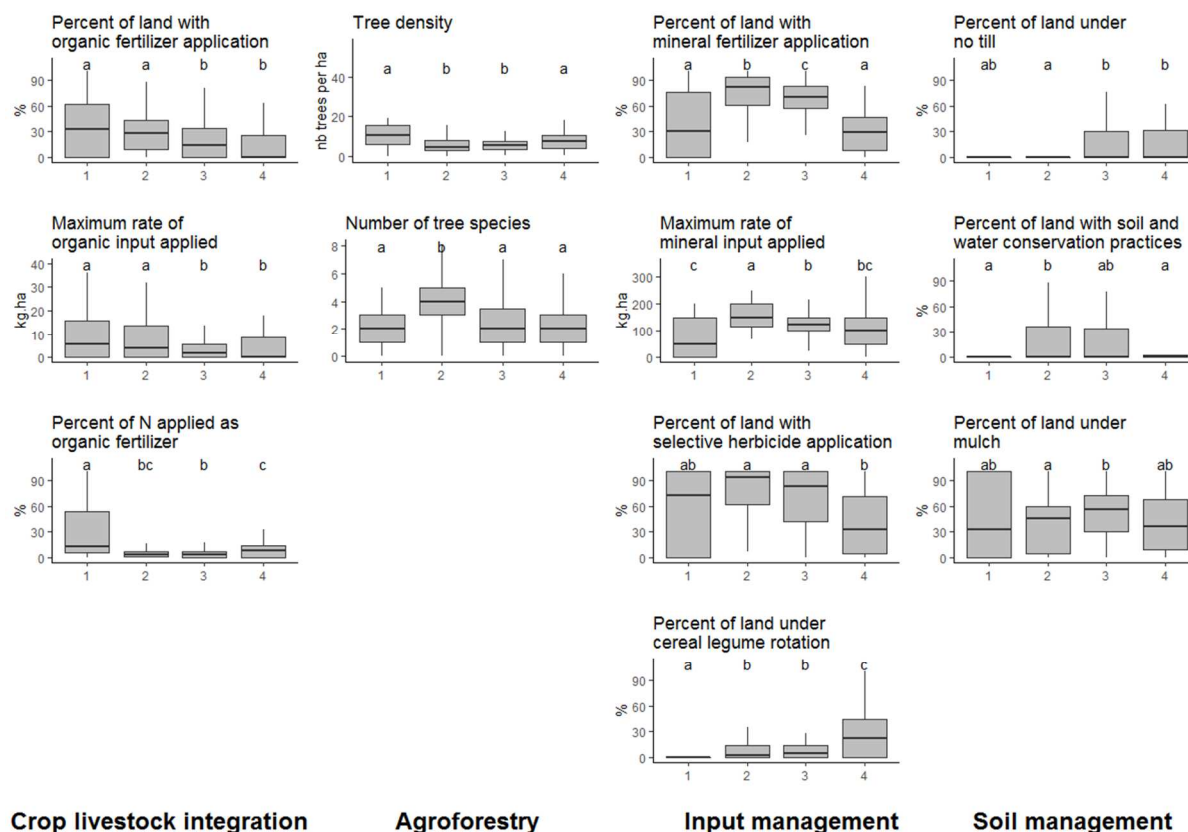 Percent of land with
organic fertilizer application
a a b b
90
60
30
0
%
1 2 3 4
Tree density
a b b a
40
20
0
nb trees per ha
1 2 3 4
Percent of land with
mineral fertilizer application
a b c a
90
60
30
0
%
1 2 3 4
Percent of land under
no till
ab a b b
90
60
30
0
%
1 2 3 4
Maximum rate of
organic input applied
a a b b
40
30
20
10
0
kg.ha
1 2 3 4
Number of tree species
a b a a
8
6
4
2
0
1 2 3 4
Maximum rate of
mineral input applied
c a b bc
300
200
100
0
kg.ha
1 2 3 4
Percent of land with soil and
water conservation practices
a b ab a
90
60
30
0
%
1 2 3 4
Percent of N applied as
organic fertilizer
a bc b c
90
60
30
0
%
1 2 3 4
Percent of land with
selective herbicide application
ab a a b
90
60
30
0
%
1 2 3 4
Percent of land under
mulch
ab a b ab
90
60
30
0
%
1 2 3 4
Percent of land under
cereal legume rotation
a b b c
90
60
30
0
%
1 2 3 4
Crop livestock integration Agroforestry Input management Soil management